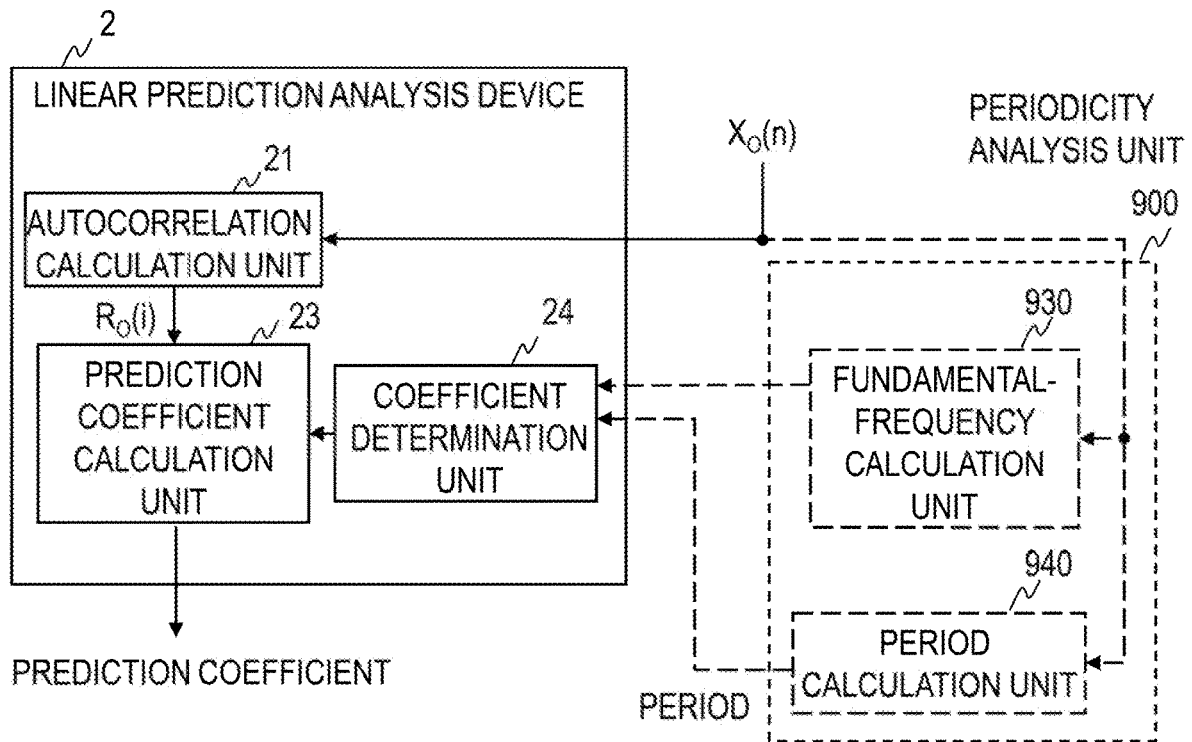 2
LINEAR PREDICTION ANALYSIS DEVICE
21
AUTOCORRELATION
CALCULATION UNIT
R_O(i)
23
PREDICTION
COEFFICIENT
CALCULATION
UNIT
24
COEFFICIENT
DETERMINATION
UNIT
PREDICTION COEFFICIENT
X_O(n)
PERIODICITY
ANALYSIS UNIT
900
930
FUNDAMENTAL-
FREQUENCY
CALCULATION
UNIT
940
PERIOD
CALCULATION UNIT
PERIOD